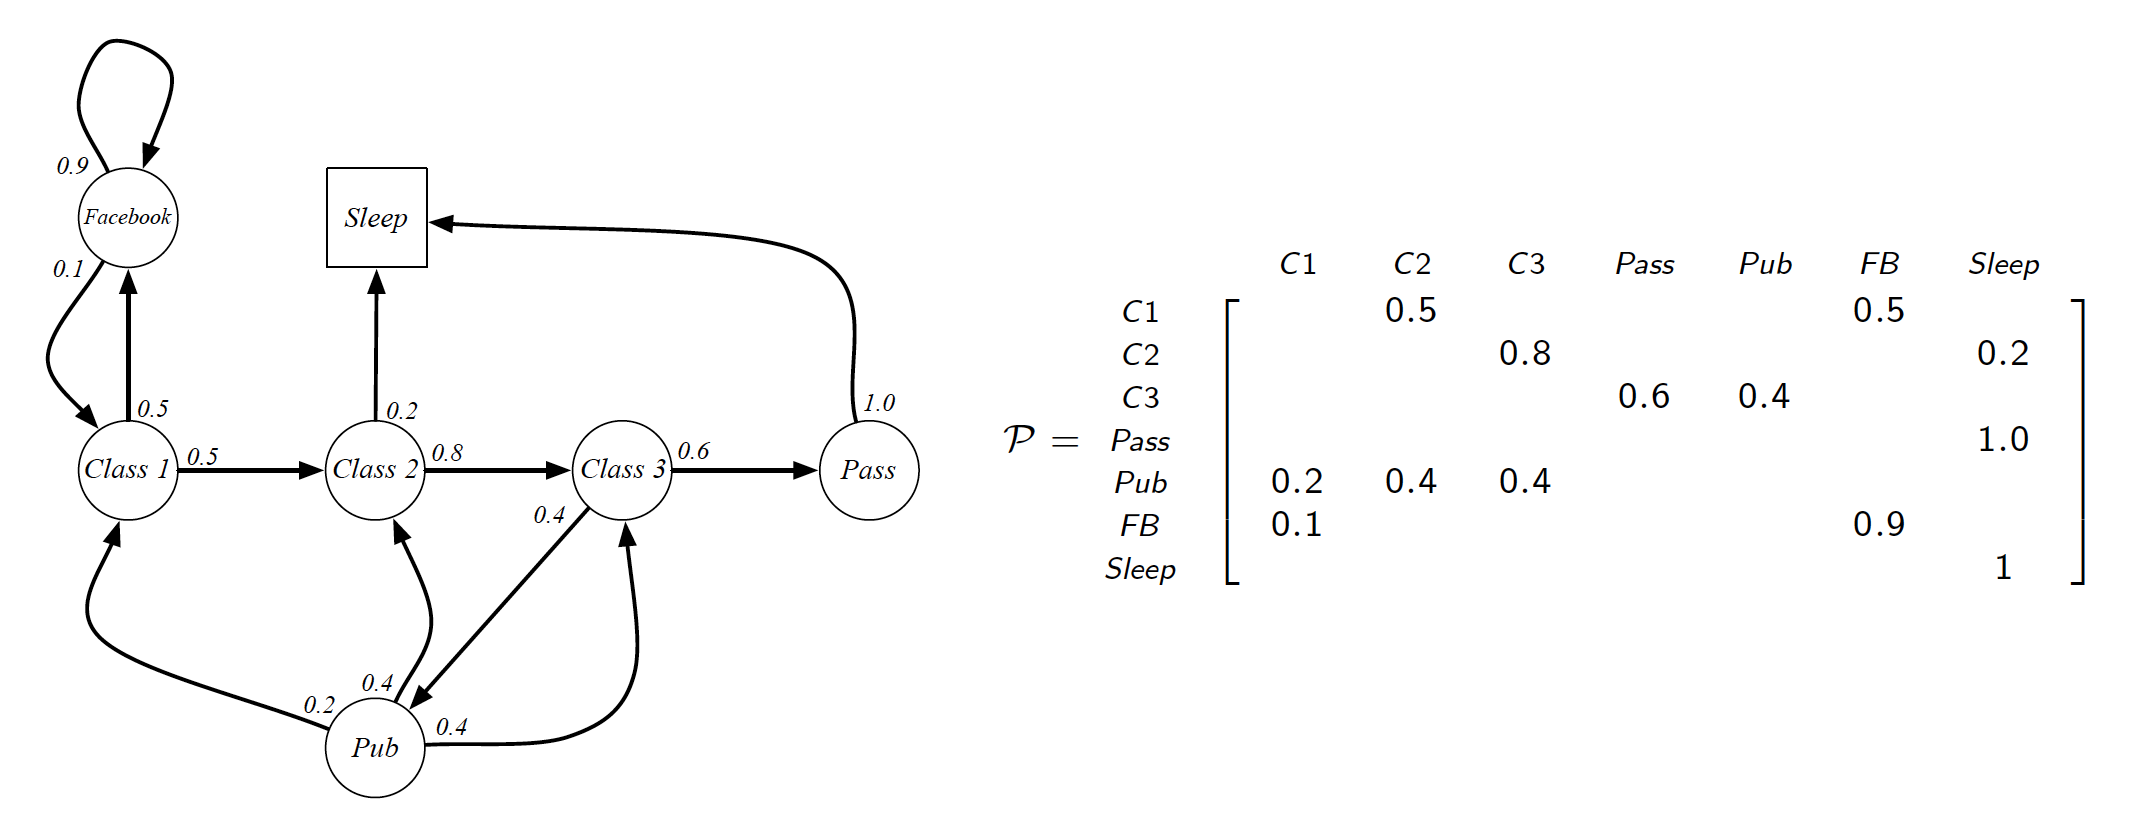 0.9
Facebook
Sleep
0.1
0.5
0.2
1.0
Class 1
0.5
Class 2
0.8
Class 3
0.6
Pass
0.4
0.2
0.4
0.4
Pub
C1 C2 C3 Pass Pub FB Sleep
C1 0.5 0.5
C2 0.8 0.2
C3 0.6 0.4
𝒫 = Pass 1.0
Pub 0.2 0.4 0.4
FB 0.1 0.9
Sleep 1